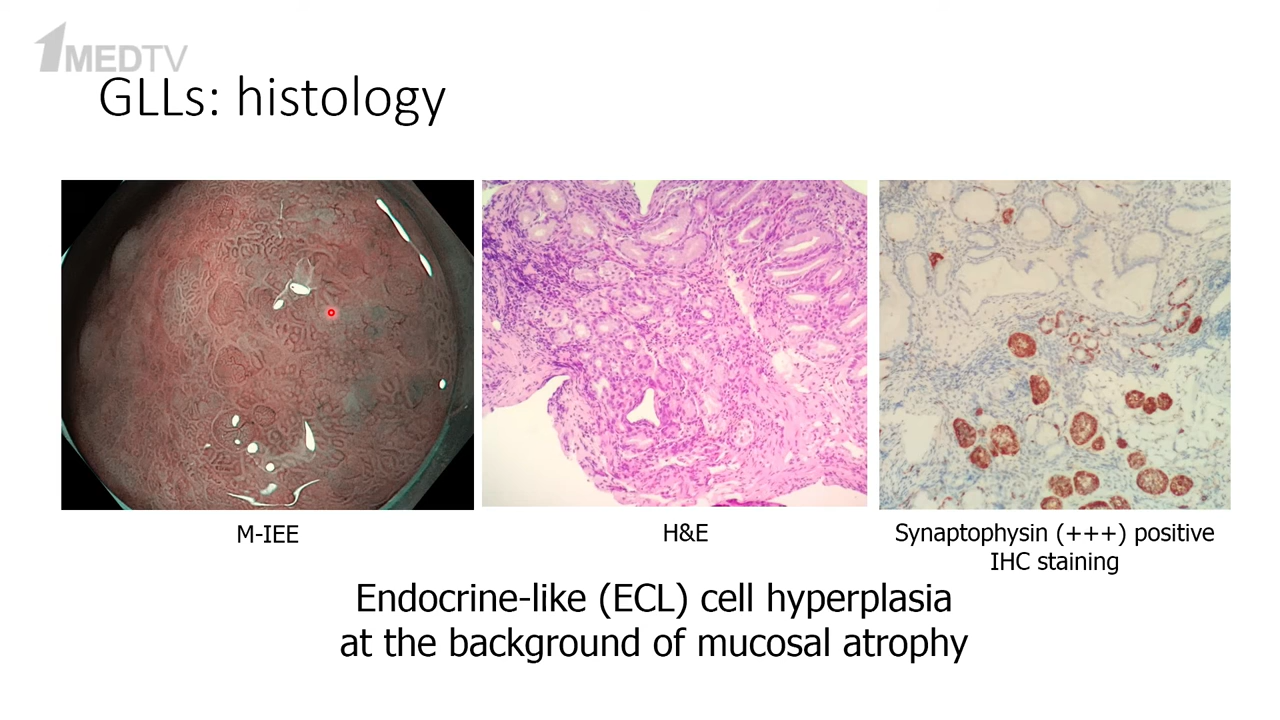 1MEDTV
GLLs: histology
M-IEE
H&E
Synaptophysin (+++) positive
IHC staining
Endocrine-like (ECL) cell hyperplasia
at the background of mucosal atrophy